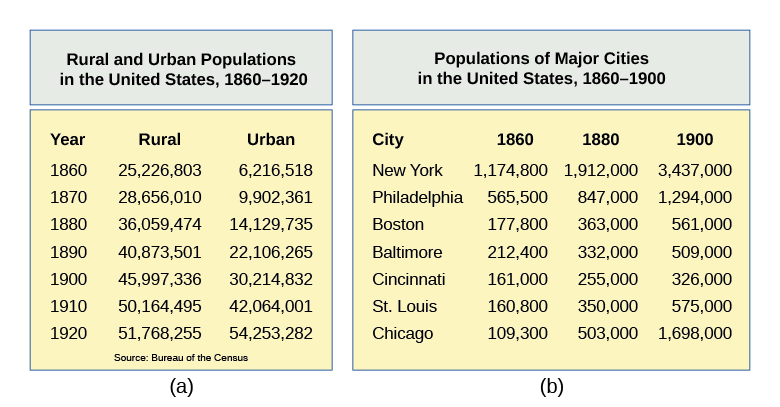 Rural and Urban Populations
in the United States, 1860–1920
Year Rural Urban
1860 25,226,803 6,216,518
1870 28,656,010 9,902,361
1880 36,059,474 14,129,735
1890 40,873,501 22,106,265
1900 45,997,336 30,214,832
1910 50,164,495 42,064,001
1920 51,768,255 54,253,282
Source: Bureau of the Census
(a)
Populations of Major Cities
in the United States, 1860–1900
City 1860 1880 1900
New York 1,174,800 1,912,000 3,437,000
Philadelphia 565,500 847,000 1,294,000
Boston 177,800 363,000 561,000
Baltimore 212,400 332,000 509,000
Cincinnati 161,000 255,000 326,000
St. Louis 160,800 350,000 575,000
Chicago 109,300 503,000 1,698,000
(b)